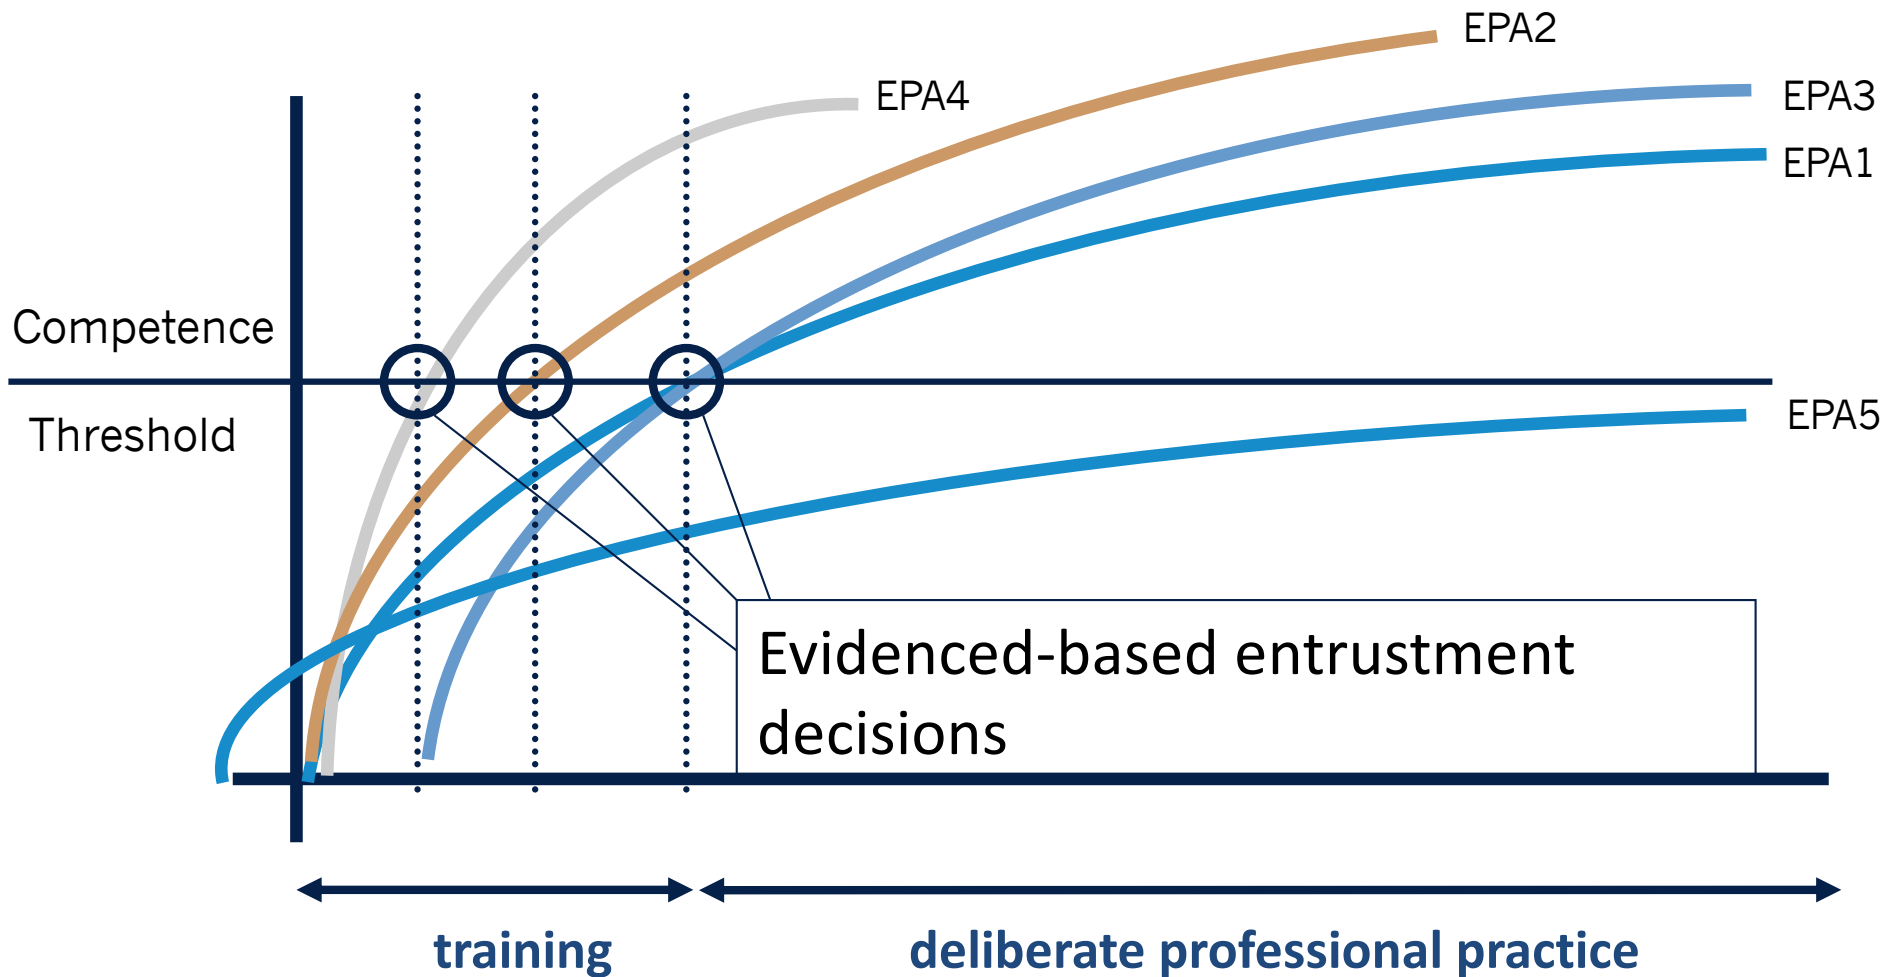 EPA2
EPA4
EPA3
EPA1
Competence
Threshold
EPA5
Evidenced-based entrustment
decisions
training
deliberate professional practice